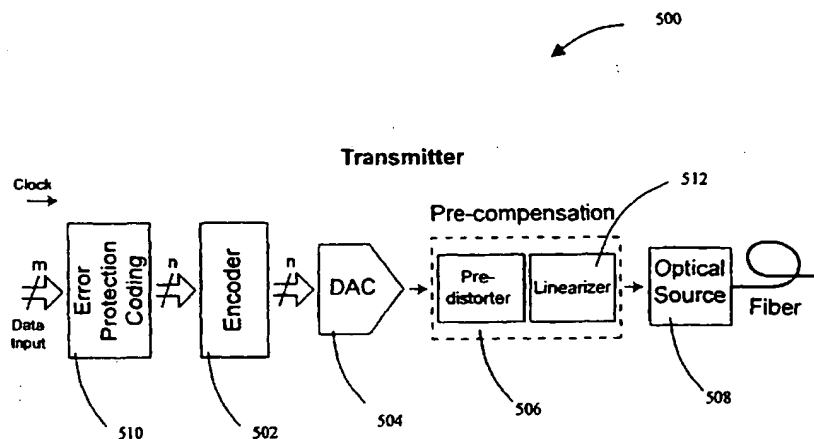 500
Transmitter
512
Clock
Pre-compensation
m
Data
Input
Error
Protection
Coding
n
Encoder
n
DAC
Pre-
distorter
Linearizer
Optical
Source
Fiber
510
502
504
506
508